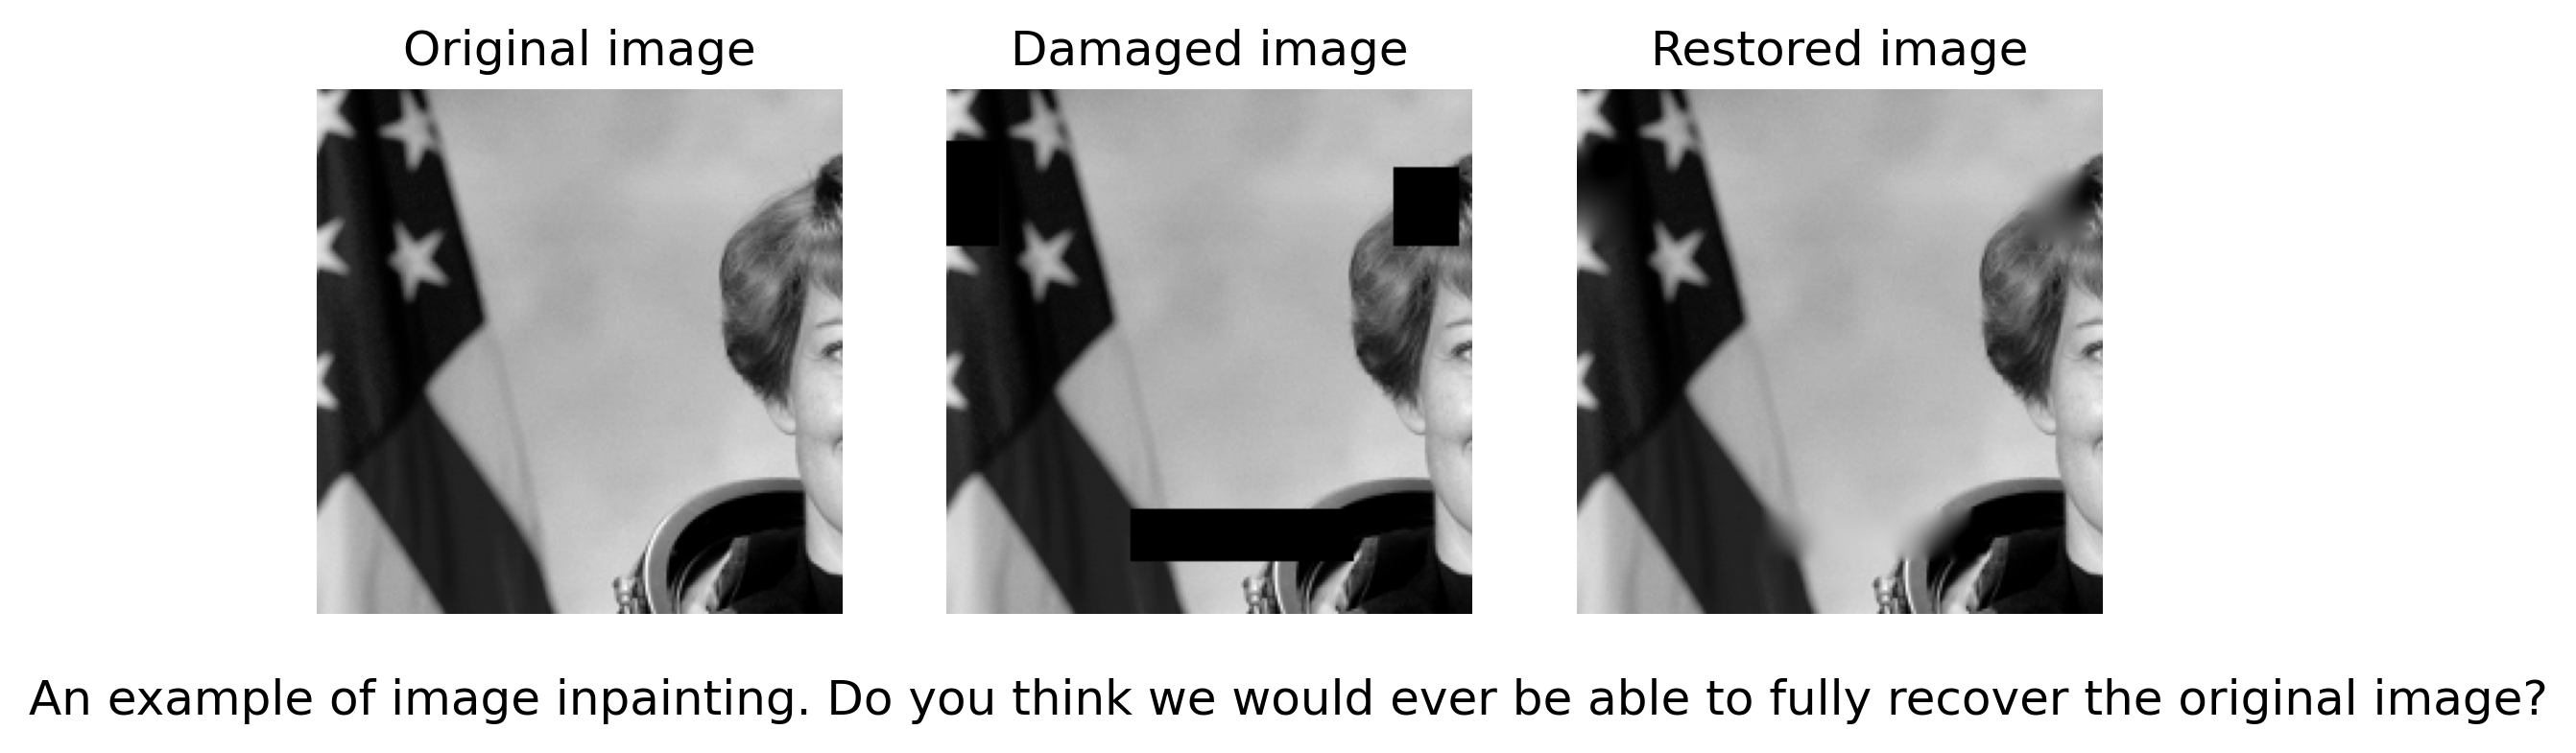 Original image
Damaged image
Restored image
An example of image inpainting. Do you think we would ever be able to fully recover the original image?